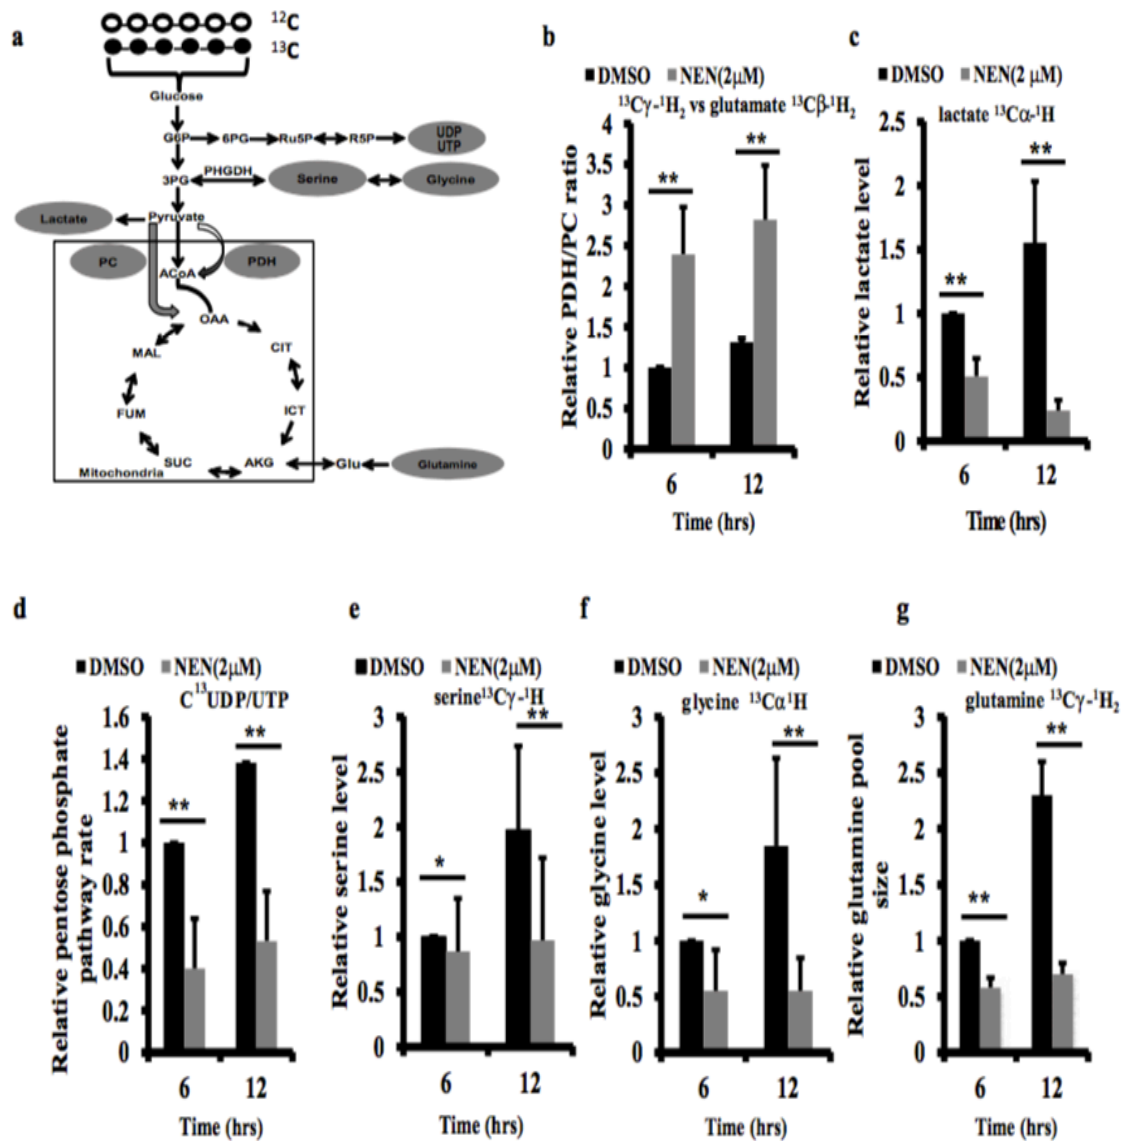 a
¹²C
¹³C
Glucose
G6P 6PG Ru5P R5P UDP
UTP
3PG PHGDH Serine Glycine
Lactate Pyruvate
PC ACoA PDH
OAA
MAL CIT
FUM ICT
SUC AKG Glu Glutamine
Mitochondria
b
DMSO NEN(2μM)
¹³Cγ-¹H₂ vs glutamate ¹³Cβ-¹H₂
Relative PDH/PC ratio
4
3.5
3
2.5
2
1.5
1
0.5
0
** **
6 12
Time (hrs)
c
DMSO NEN(2 μM)
lactate ¹³Cα-¹H
Relative lactate level
2.5
2
1.5
1
0.5
0
** **
6 12
Time (hrs)
d
DMSO NEN(2μM)
C¹³UDP/UTP
Relative pentose phosphate
pathway rate
1.6
1.4
1.2
1
0.8
0.6
0.4
0.2
0
** **
6 12
Time (hrs)
e
DMSO NEN(2μM)
serine¹³Cγ-¹H
Relative serine level
3
2.5
2
1.5
1
0.5
0
* **
6 12
Time (hrs)
f
DMSO NEN(2μM)
glycine ¹³Cα¹H
Relative glycine level
3
2.5
2
1.5
1
0.5
0
* **
6 12
Time (hrs)
g
DMSO NEN(2μM)
glutamine ¹³Cγ-¹H₂
Relative glutamine pool
size
3
2.5
2
1.5
1
0.5
0
** **
6 12
Time (hrs)